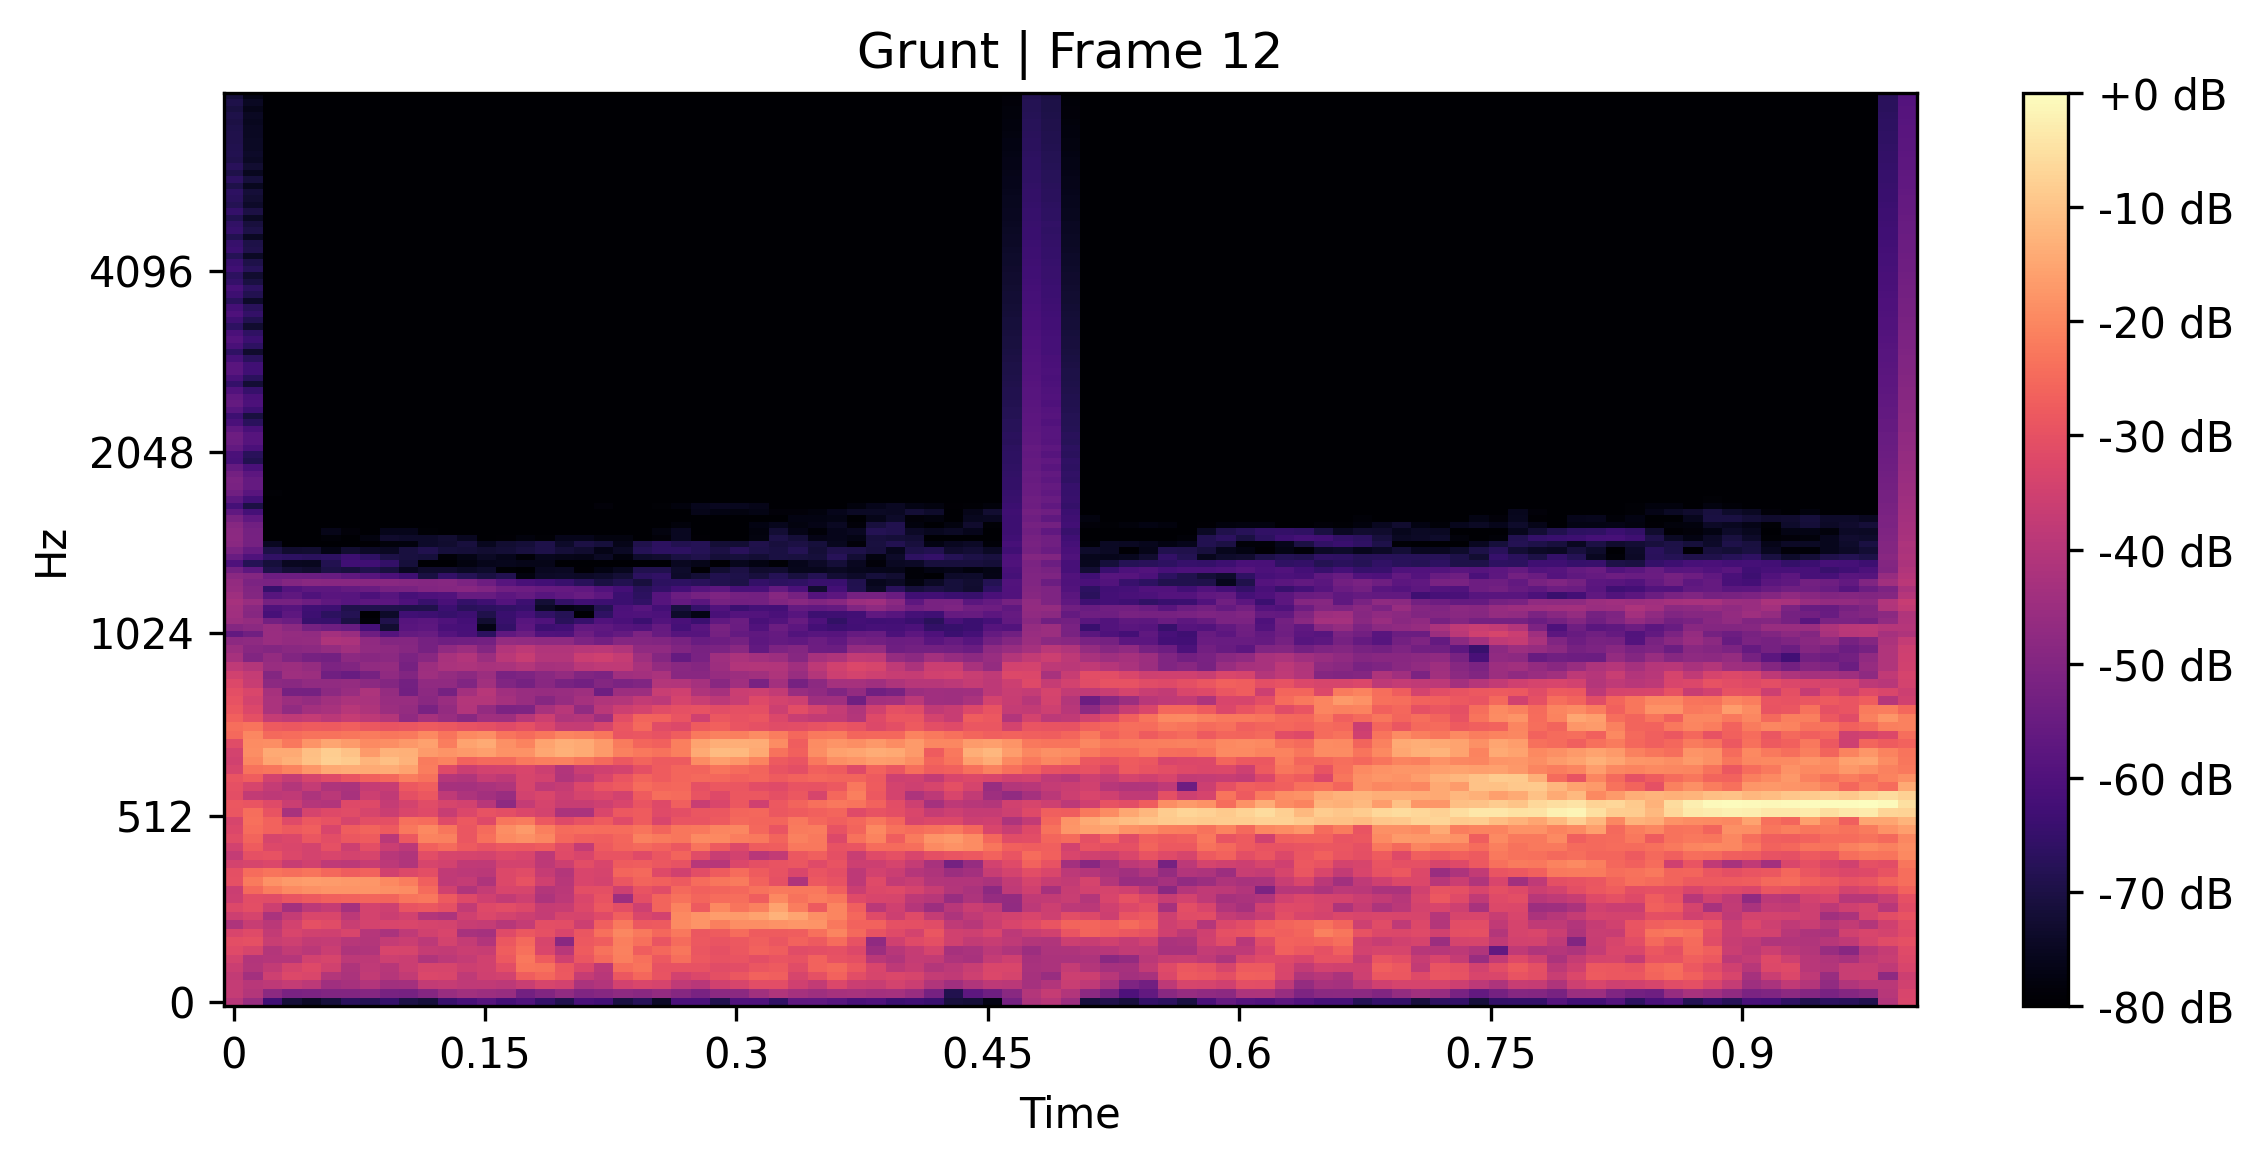 Grunt | Frame 12
+0 dB
-10 dB
-20 dB
-30 dB
-40 dB
-50 dB
-60 dB
-70 dB
-80 dB
Hz
4096
2048
1024
512
0
0 0.15 0.3 0.45 0.6 0.75 0.9
Time